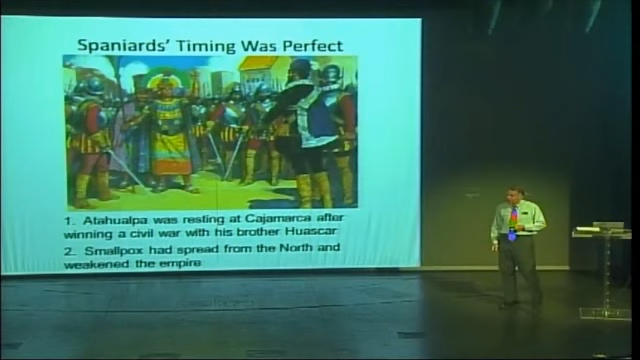 Spaniards' Timing Was Perfect
1. Atahualpa was resting at Cajamarca after
winning a civil war with his brother Huascar
2. Smallpox had spread from the North and
weakened the empire